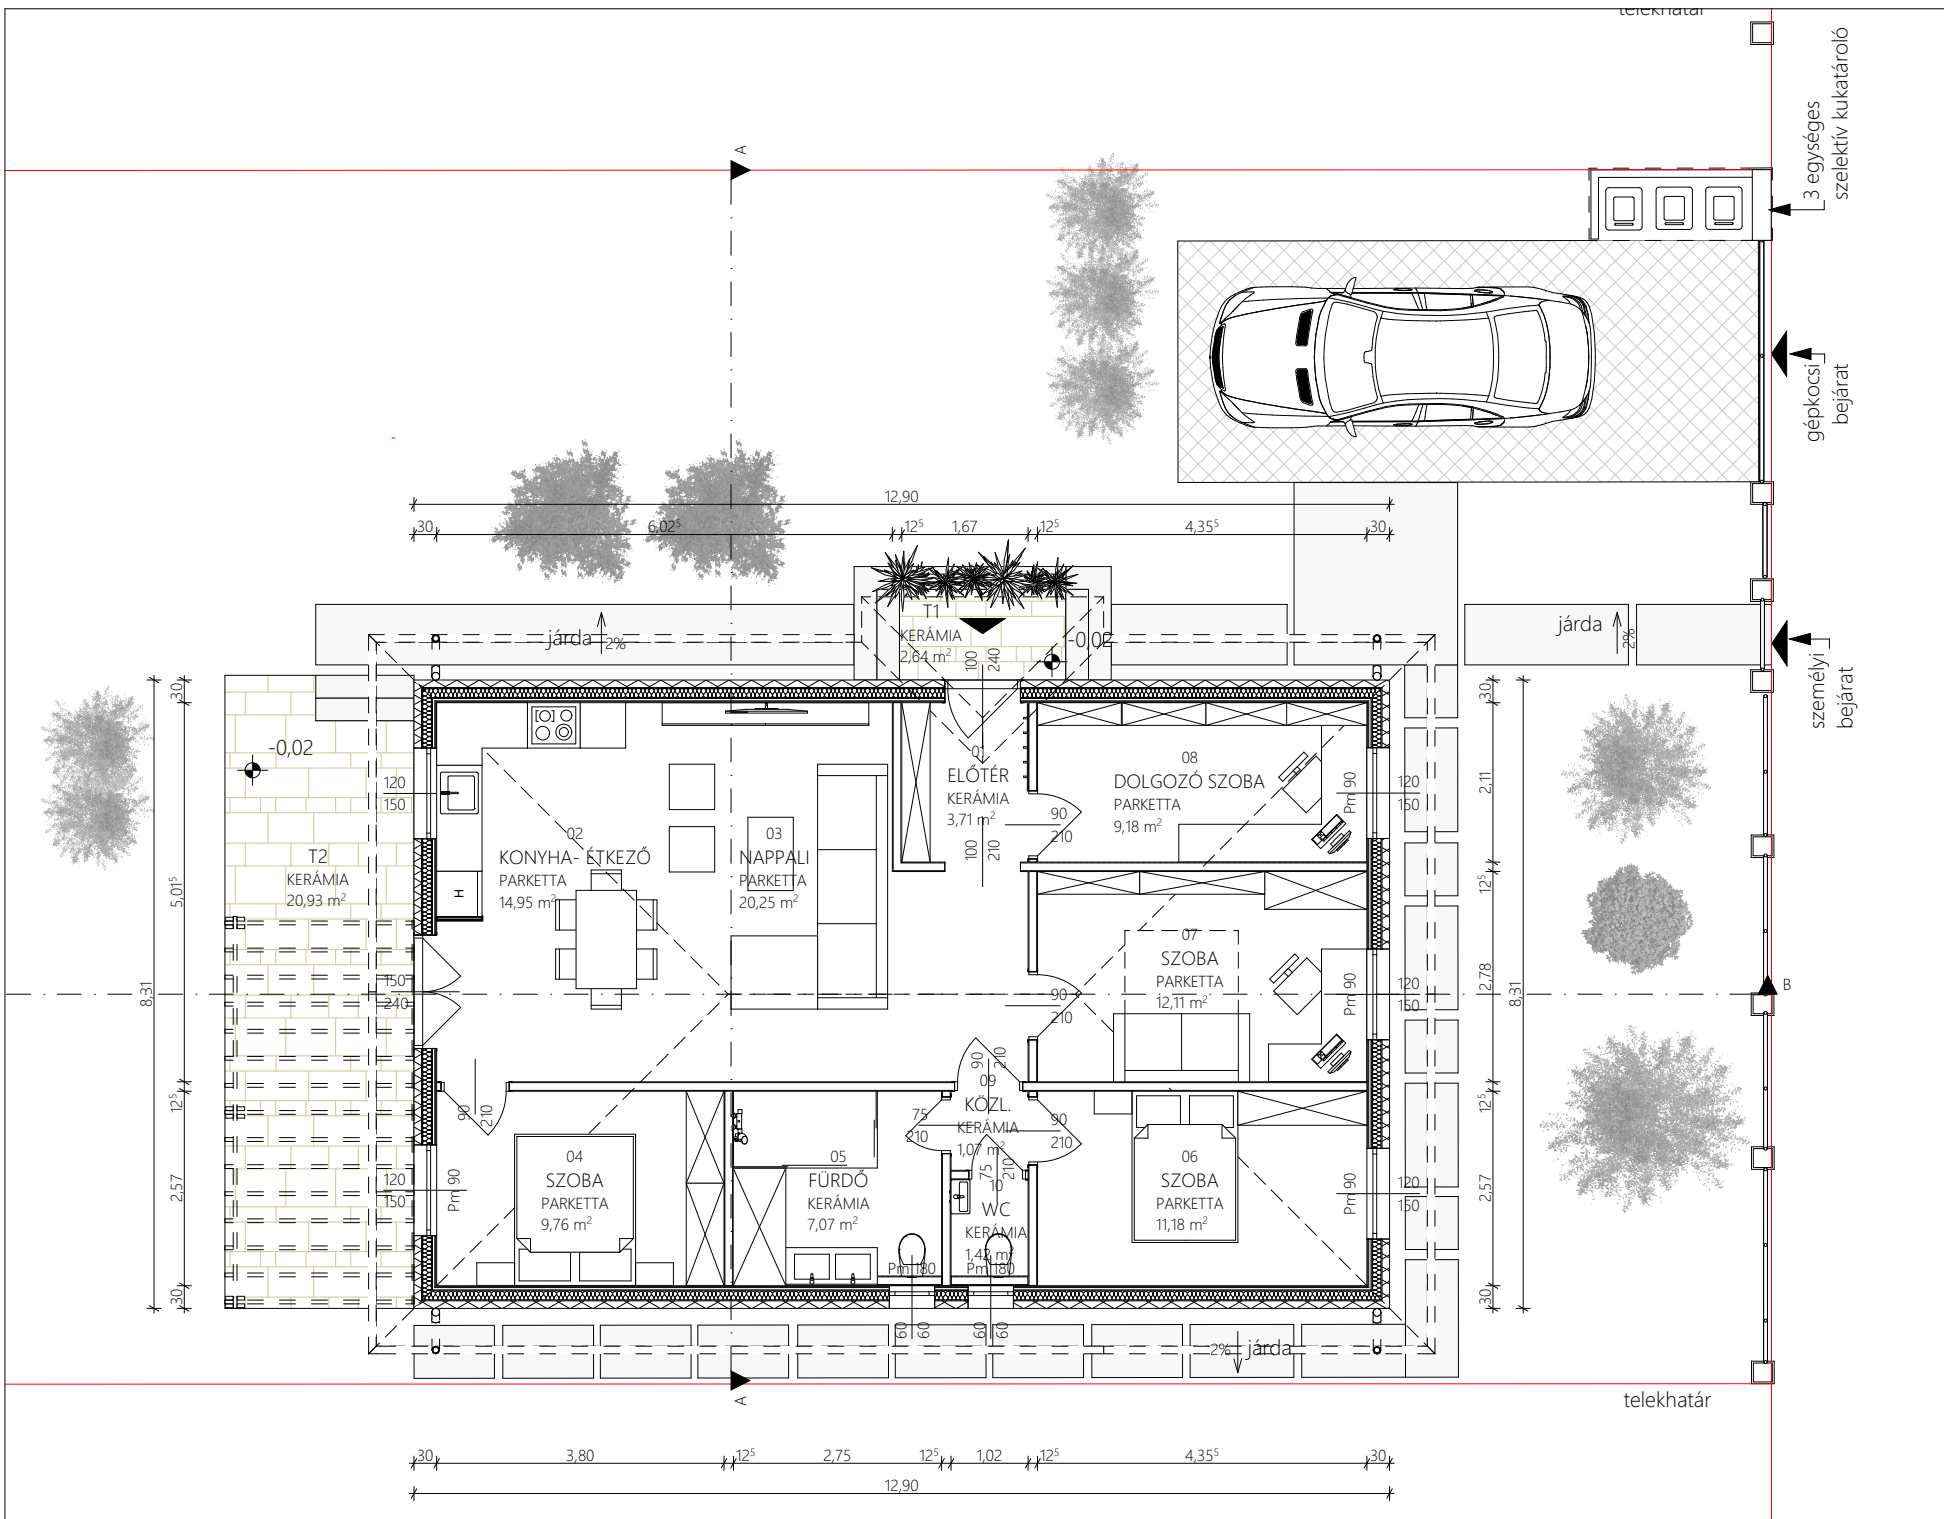 telekhatár
3 egységes
szelektív kukatároló
A
gépkocsi
bejárat
12,90
30
6,02⁵
12⁵
1,67
12⁵
4,35⁵
30
T1
KERÁMIA
2,64 m²
100
240
-0,02
járda
2%
járda
2%
személyi
bejárat
30
5,01⁵
12⁵
2,57
30
8,31
-0,02
T2
KERÁMIA
20,93 m²
120
150
H
02
KONYHA- ÉTKEZŐ
PARKETTA
14,95 m²
03
NAPPALI
PARKETTA
20,25 m²
01
ELŐTÉR
KERÁMIA
3,71 m²
100
210
90
210
08
DOLGOZÓ SZOBA
PARKETTA
9,18 m²
Pm 90
120
150
30
2,11
12⁵
2,78
12⁵
2,57
30
8,31
07
SZOBA
PARKETTA
12,11 m²
90
210
Pm 90
120
150
B
150
240
90
210
90
210
09
KÖZL.
KERÁMIA
1,07 m²
75
210
90
210
75
210
10
WC
KERÁMIA
1,42 m²
Pm 180
04
SZOBA
PARKETTA
9,76 m²
Pm 90
120
150
05
FÜRDŐ
KERÁMIA
7,07 m²
Pm 180
06
SZOBA
PARKETTA
11,18 m²
Pm 90
120
150
60
60
60
60
2%
járda
A
telekhatár
30
3,80
12⁵
2,75
12⁵
1,02
12⁵
4,35⁵
30
12,90